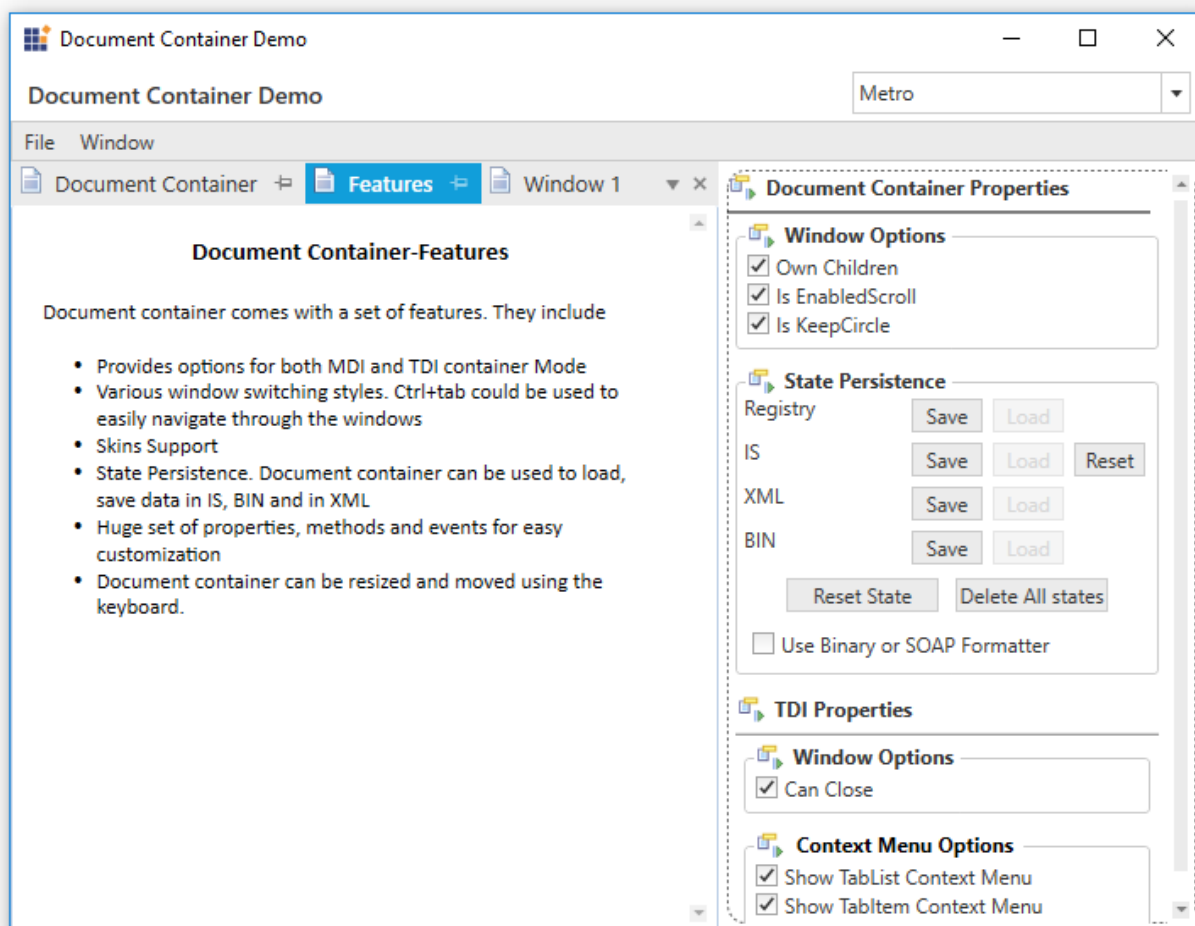 Document Container Demo
Document Container Demo
Metro
File Window
Document Container Features Window 1
Document Container-Features
Document container comes with a set of features. They include
• Provides options for both MDI and TDI container Mode
• Various window switching styles. Ctrl+tab could be used to
easily navigate through the windows
• Skins Support
• State Persistence. Document container can be used to load,
save data in IS, BIN and in XML
• Huge set of properties, methods and events for easy
customization
• Document container can be resized and moved using the
keyboard.
Document Container Properties
Window Options
Own Children
Is EnabledScroll
Is KeepCircle
State Persistence
Registry Save Load
IS Save Load Reset
XML Save Load
BIN Save Load
Reset State Delete All states
Use Binary or SOAP Formatter
TDI Properties
Window Options
Can Close
Context Menu Options
Show TabList Context Menu
Show TabItem Context Menu